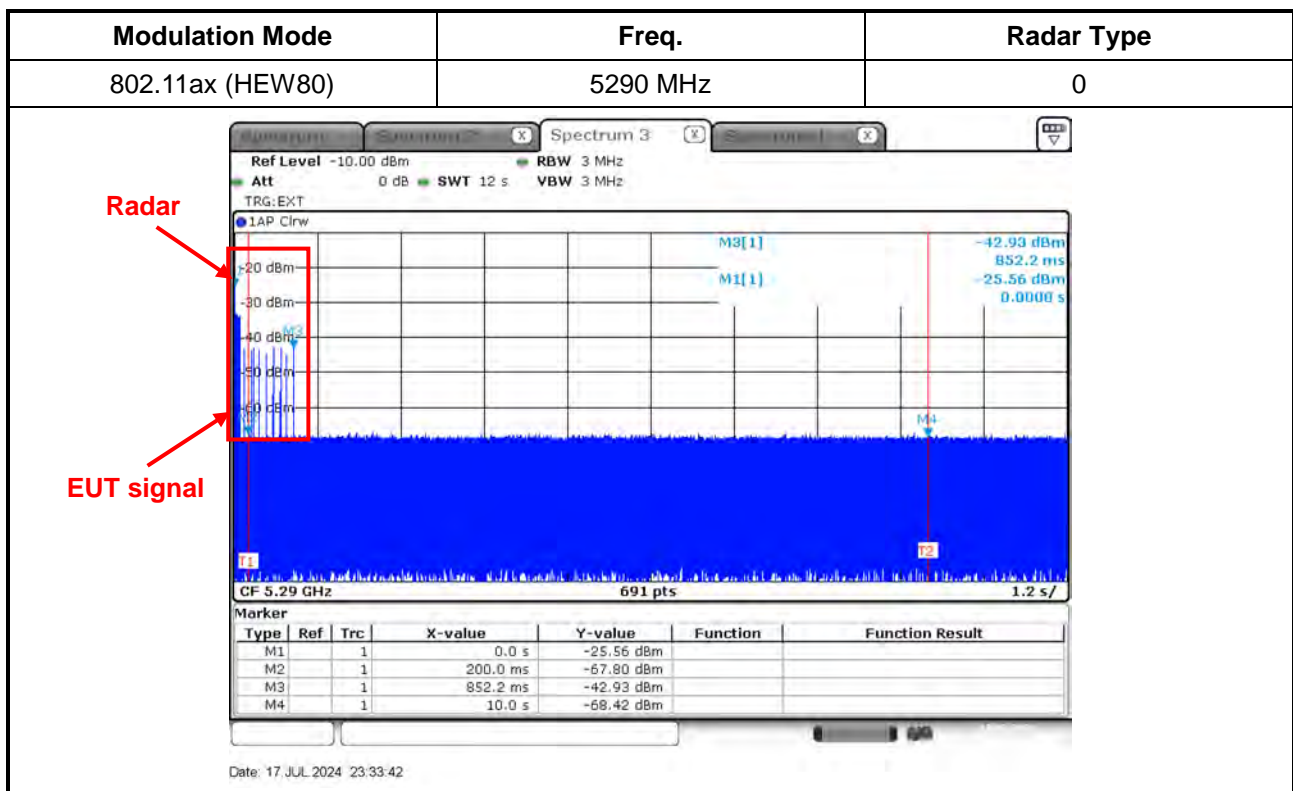 Modulation Mode Freq. Radar Type
802.11ax (HEW80) 5290 MHz 0
X Spectrum 3 X X
Ref Level -10.00 dBm RBW 3 MHz
Att 0 dB SWT 12 s VBW 3 MHz
TRG:EXT
Radar
1AP Clrw
M3[1] -42.93 dBm
852.2 ms
-20 dBm
M1[1] -25.56 dBm
0.0000 s
-30 dBm
M3
-40 dBm
-50 dBm
-60 dBm
M4
EUT signal
T1 T2
CF 5.29 GHz 691 pts 1.2 s/
Marker
Type Ref Trc X-value Y-value Function Function Result
M1 1 0.0 s -25.56 dBm
M2 1 200.0 ms -67.80 dBm
M3 1 852.2 ms -42.93 dBm
M4 1 10.0 s -68.42 dBm
Date: 17.JUL.2024 23:33:42